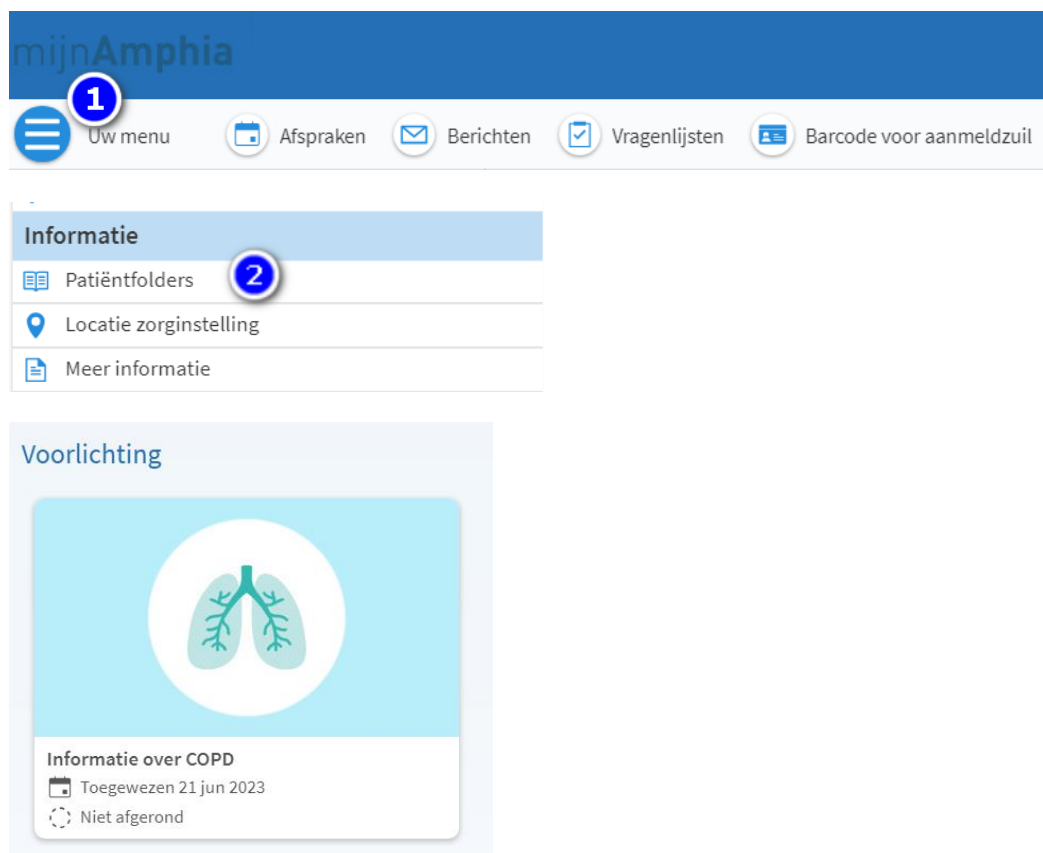 mijnAmphia
1
Uw menu Afspraken Berichten Vragenlijsten Barcode voor aanmeldzuil
Informatie
Patiëntfolders 2
Locatie zorginstelling
Meer informatie
Voorlichting
Informatie over COPD
Toegewezen 21 jun 2023
Niet afgerond